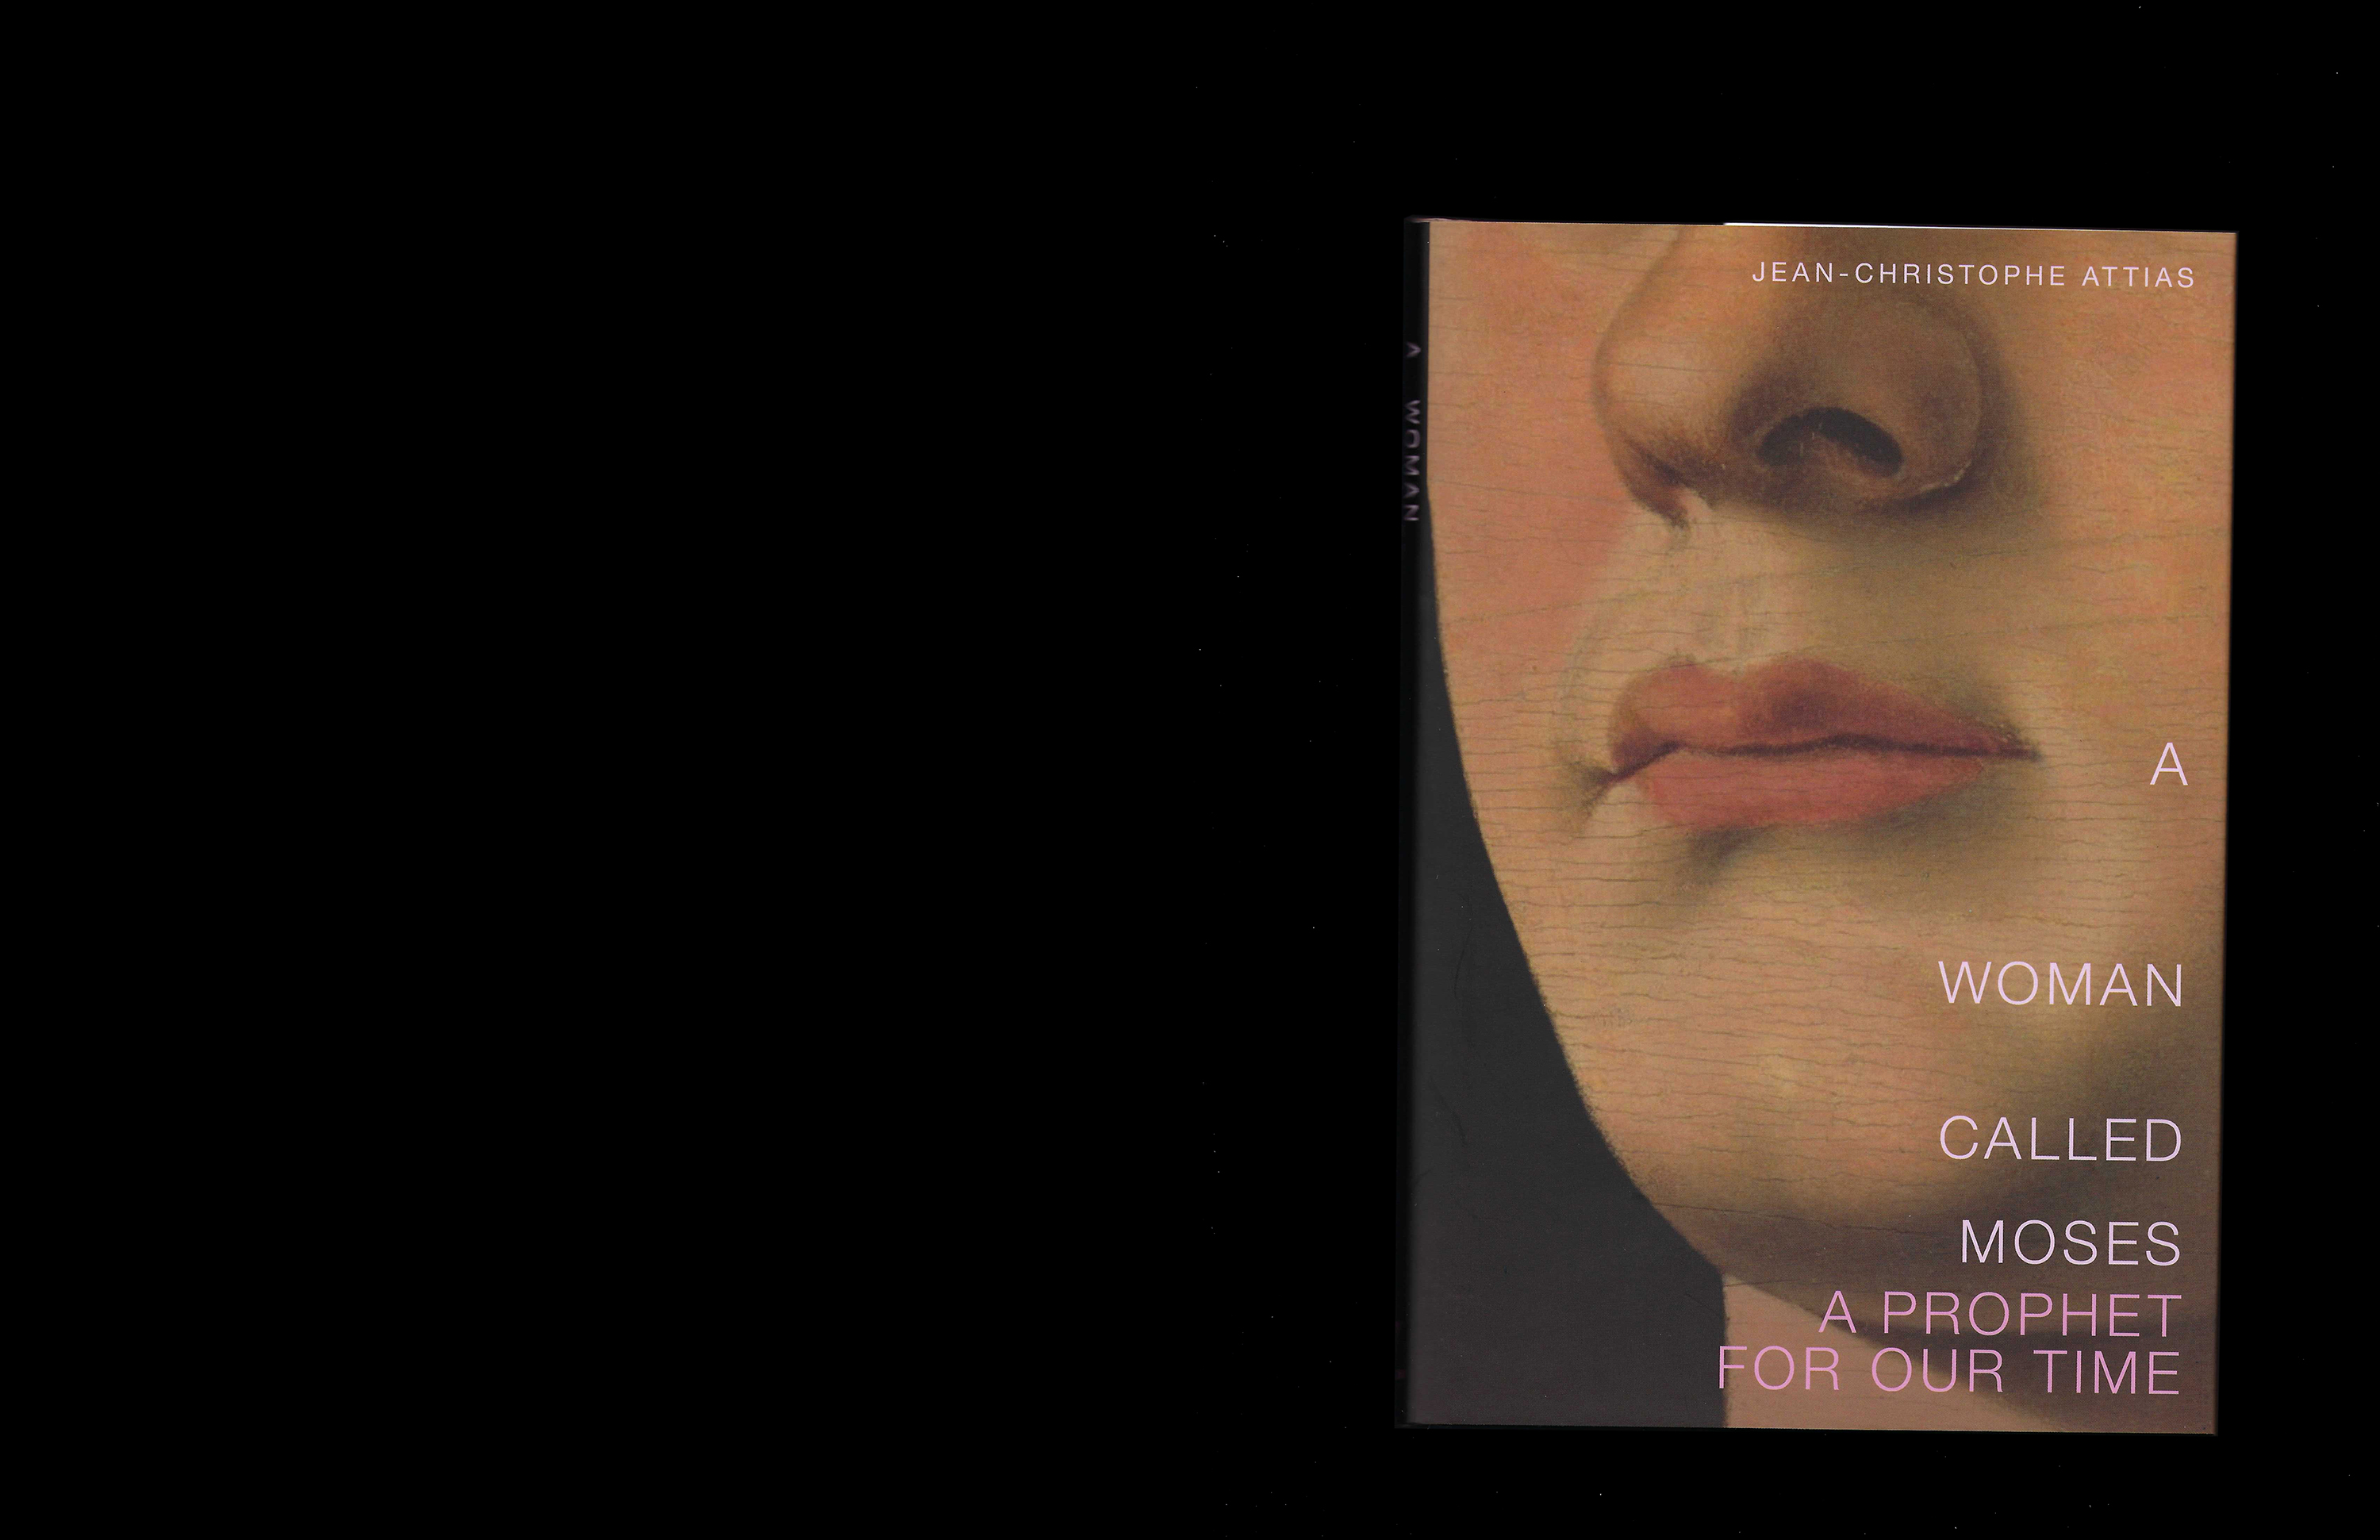 A WOMAN
JEAN-CHRISTOPHE ATTIAS
A
WOMAN
CALLED
MOSES
A PROPHET
FOR OUR TIME